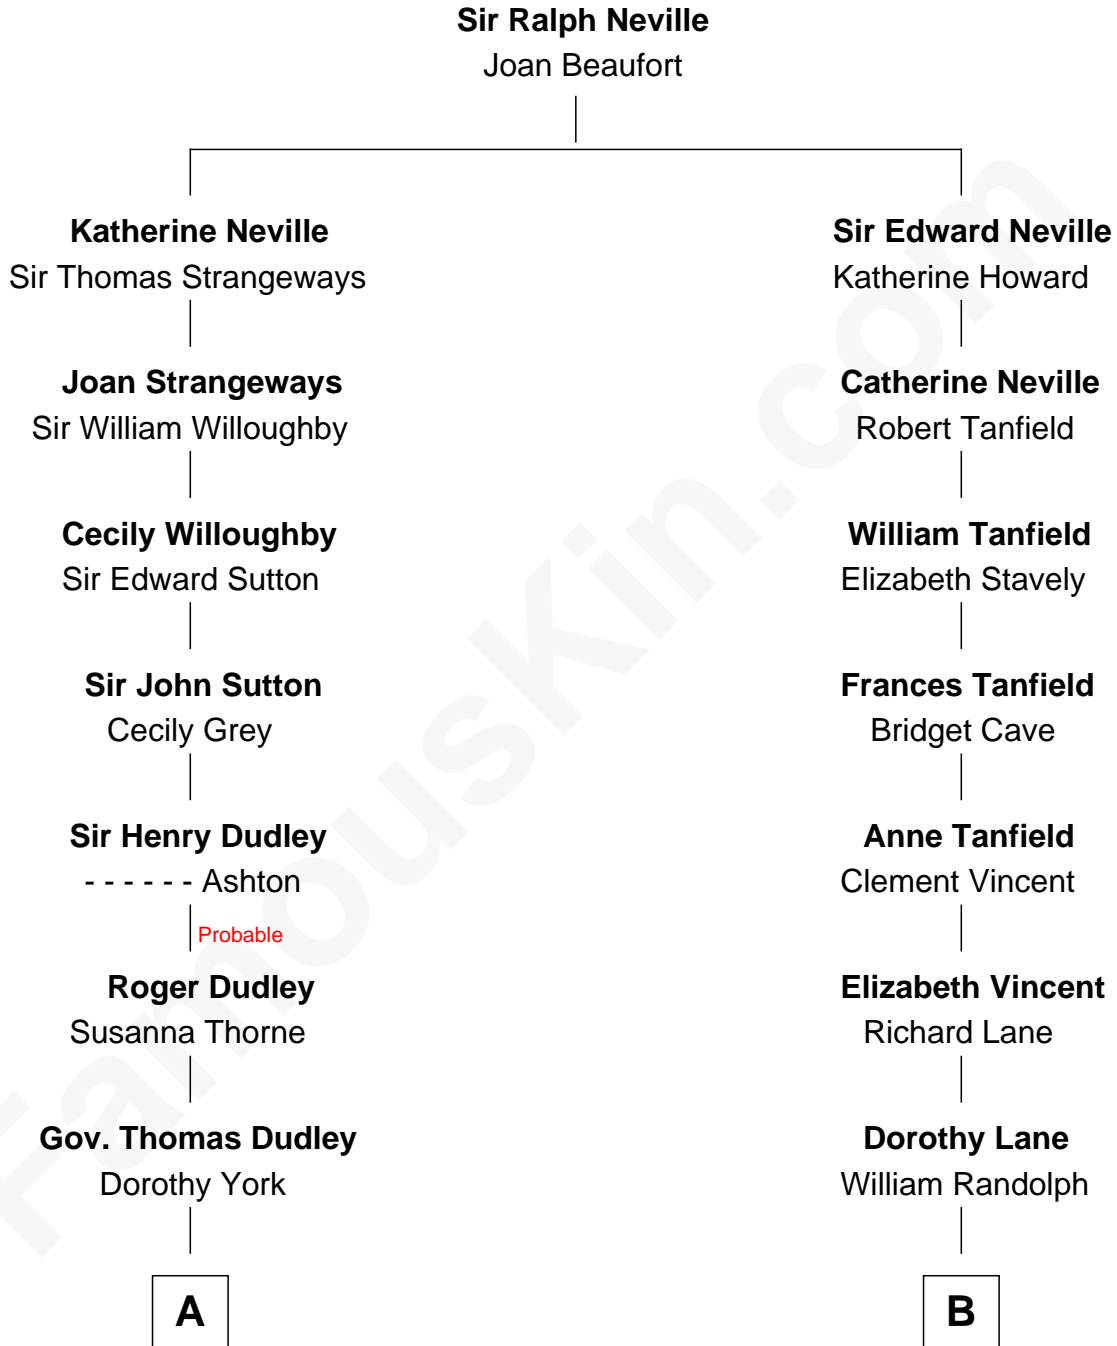 Sir Ralph Neville
Joan Beaufort
Katherine Neville
Sir Thomas Strangeways
Sir Edward Neville
Katherine Howard
Joan Strangeways
Sir William Willoughby
Catherine Neville
Robert Tanfield
Cecily Willoughby
Sir Edward Sutton
William Tanfield
Elizabeth Stavely
Sir John Sutton
Cecily Grey
Frances Tanfield
Bridget Cave
Sir Henry Dudley
- - - - - - Ashton
Anne Tanfield
Clement Vincent
Probable
Roger Dudley
Susanna Thorne
Elizabeth Vincent
Richard Lane
Gov. Thomas Dudley
Dorothy York
Dorothy Lane
William Randolph
A
B
FamousKin.com